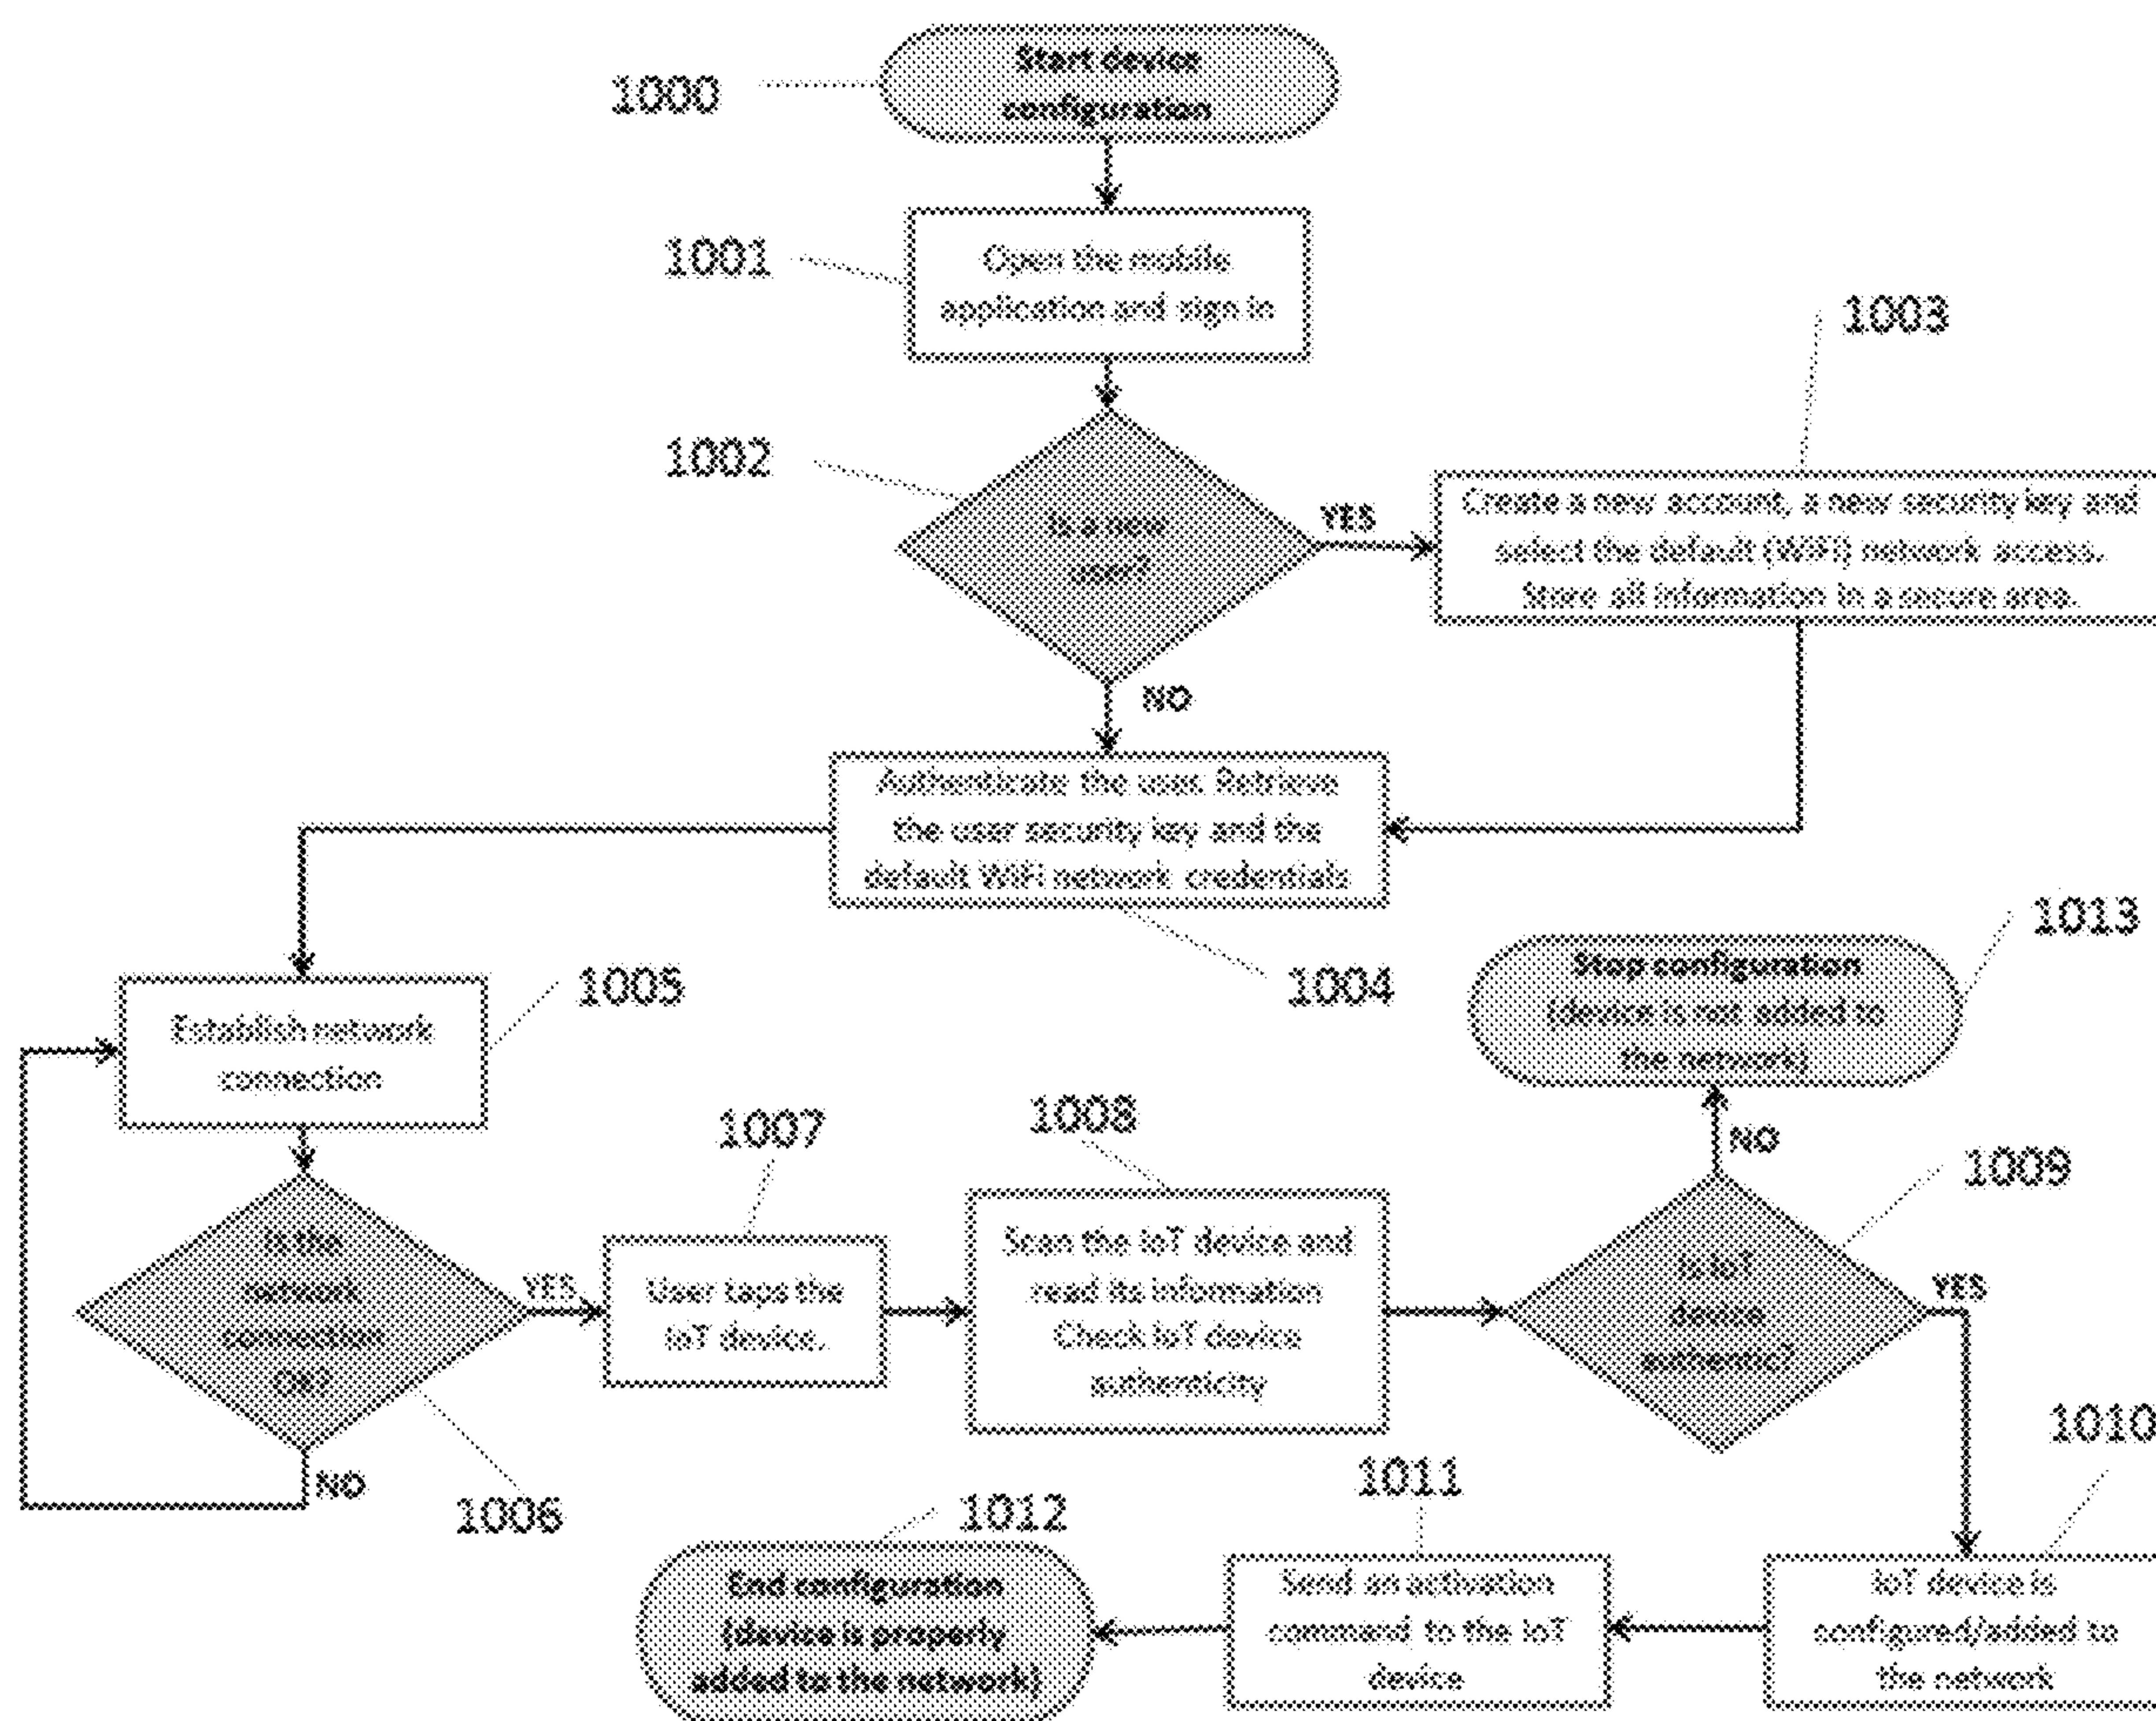 Start device
configuration
1000
Open the mobile
application and sign in
1001
1002
Is a new
user?
YES
1003
Create a new account, a new security key and
select the default (WiFi) network access.
Store all information in a secure area.
NO
Authenticate the user. Retrieve
the user security key and the
default WiFi network credentials
1004
1005
Establish network
connection
Is the
network
connection
OK?
1006
NO
YES
1007
User taps the
IoT device.
1008
Scan the IoT device and
read its information
Check IoT device
authenticity
1009
Is IoT
device
authentic?
NO
1013
Stop configuration
(device is not added to
the network)
YES
1010
IoT device is
configured/added to
the network
1011
Send an activation
command to the IoT
device
1012
End configuration
(device is properly
added to the network)